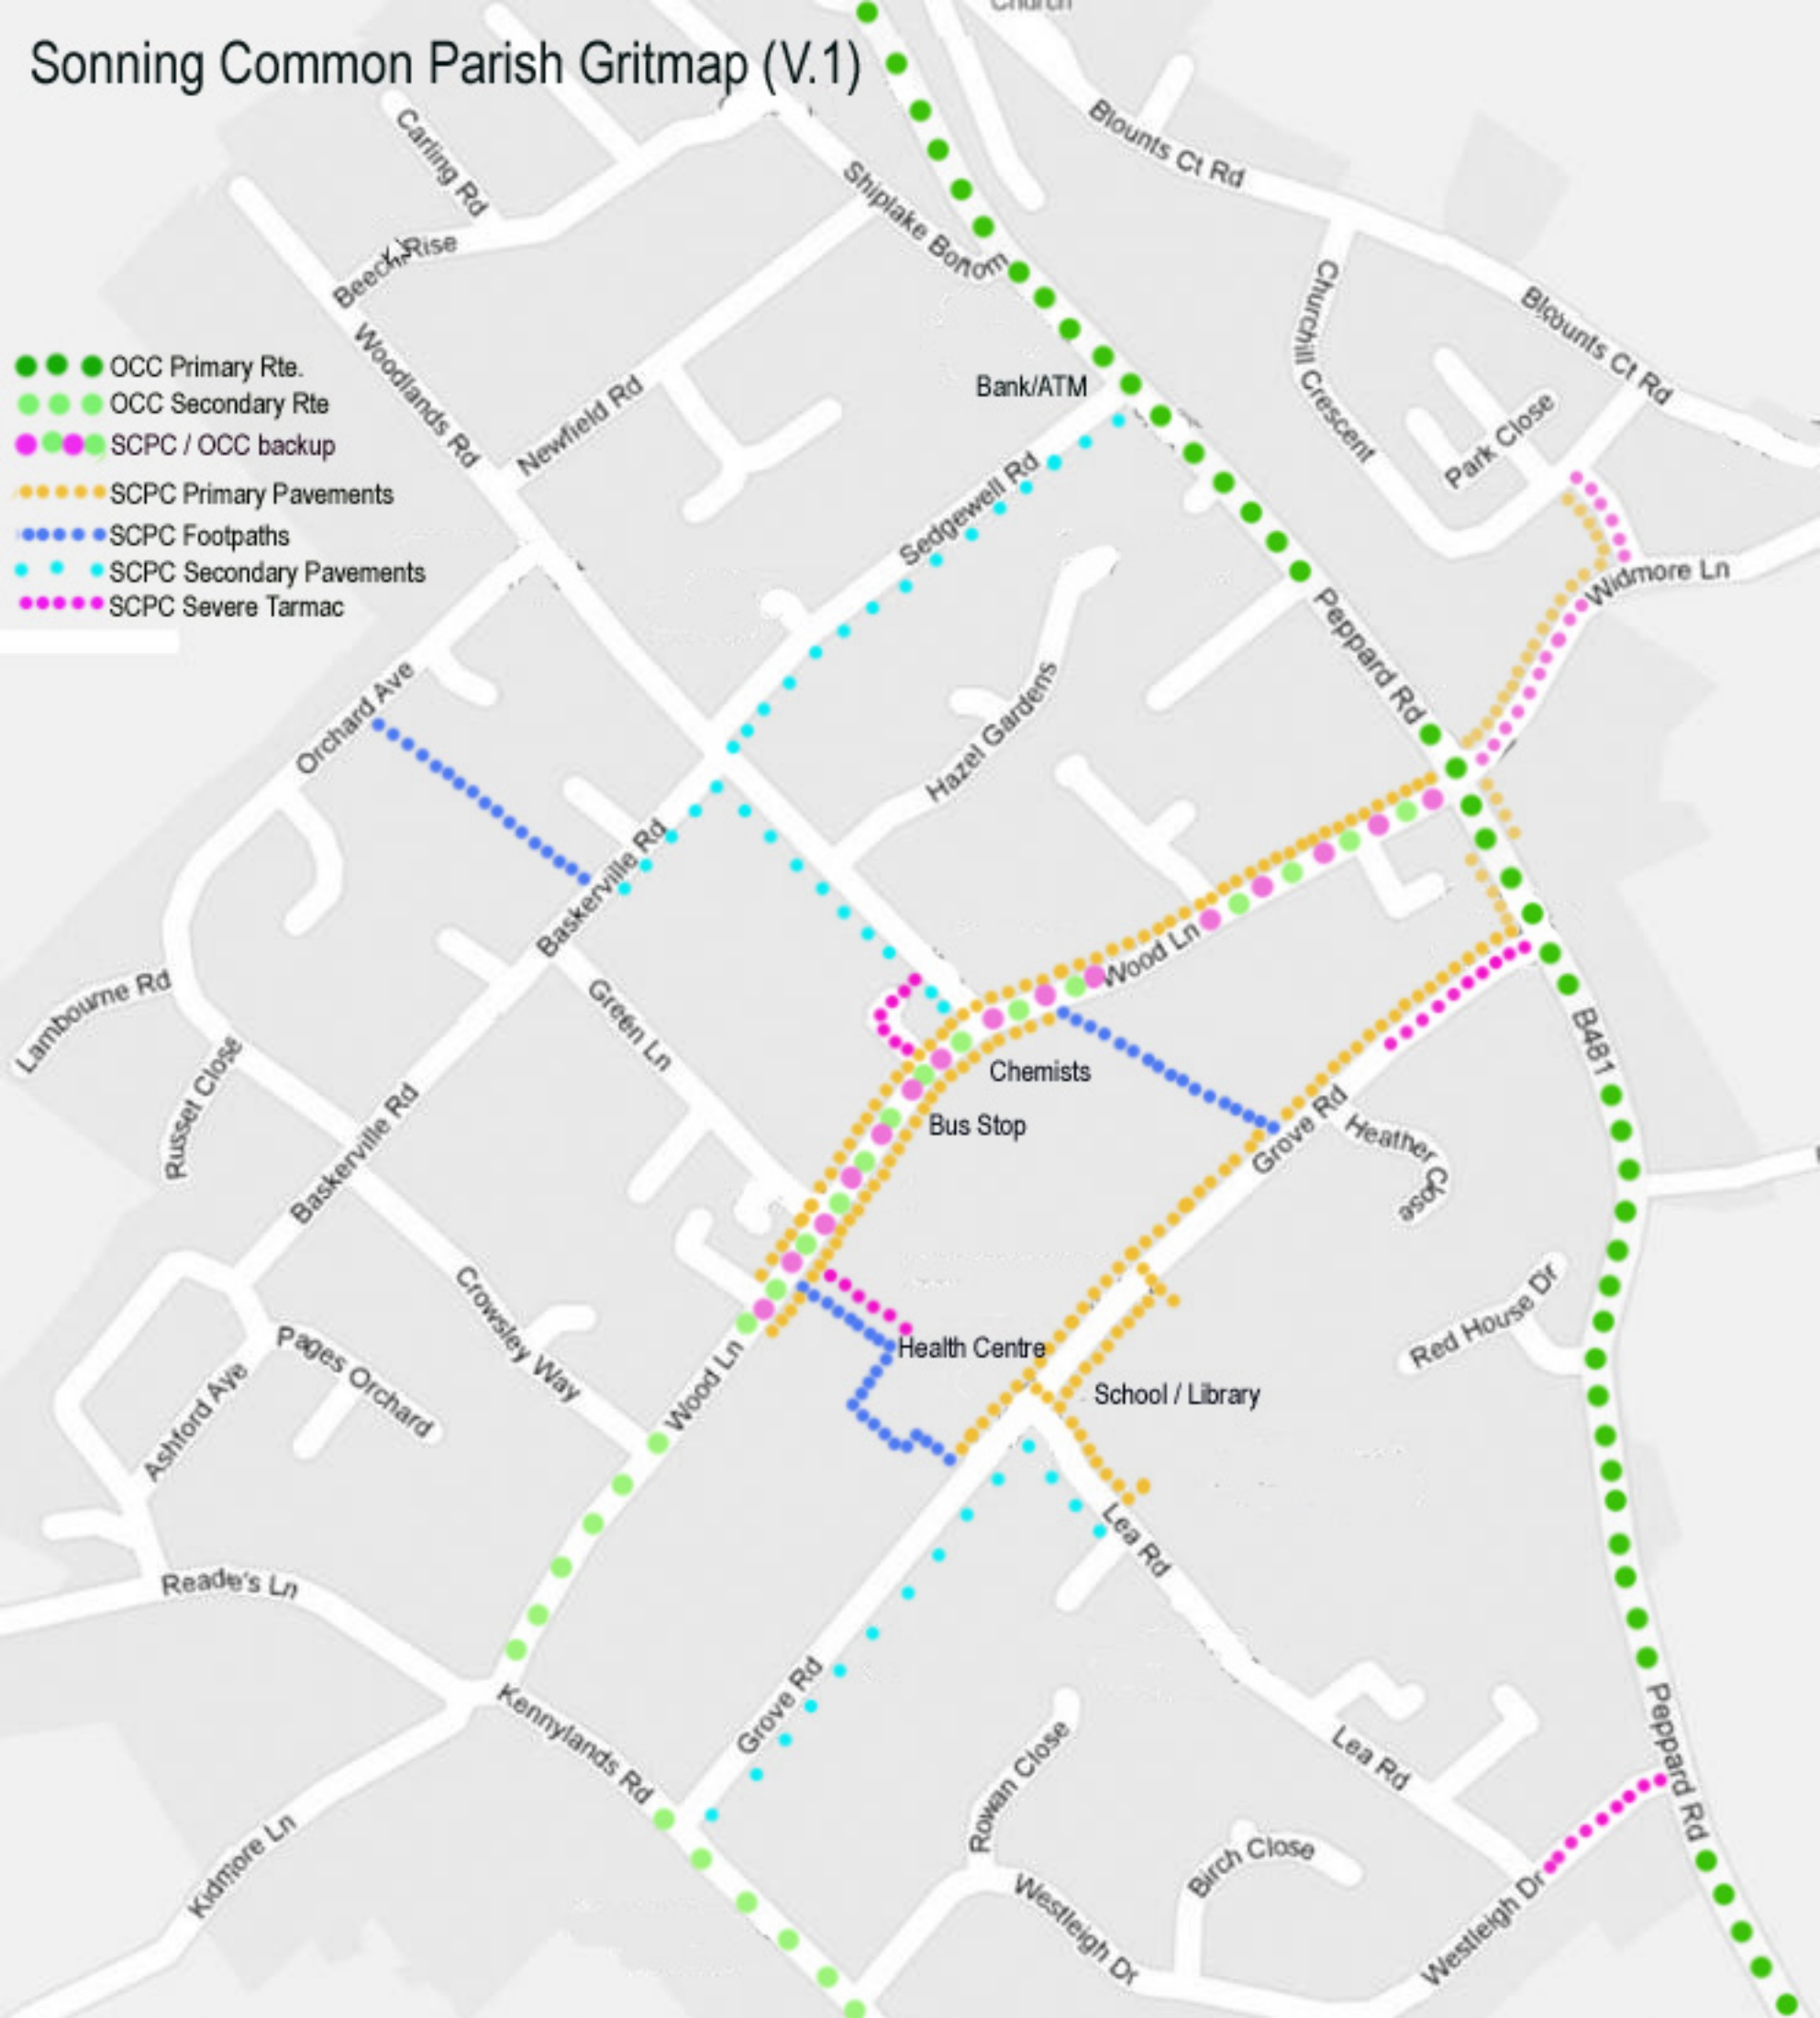 Church
Sonning Common Parish Gritmap (V.1)
Carling Rd
Blounts Ct Rd
Shiplake Bottom
Beech Rise
Churchill Crescent
Blounts Ct Rd
Woodlands Rd
OCC Primary Rte.
OCC Secondary Rte
SCPC / OCC backup
SCPC Primary Pavements
SCPC Footpaths
SCPC Secondary Pavements
SCPC Severe Tarmac
Newfield Rd
Bank/ATM
Park Close
Sedgewell Rd
Widmore Ln
Peppard Rd
Orchard Ave
Hazel Gardens
Baskerville Rd
Wood Ln
Lambourne Rd
Green Ln
B481
Russet Close
Chemists
Bus Stop
Grove Rd
Heather Close
Baskerville Rd
Crowsley Way
Pages Orchard
Ashford Ave
Health Centre
Red House Dr
Wood Ln
School / Library
Lea Rd
Reade's Ln
Kennylands Rd
Grove Rd
Rowan Close
Lea Rd
Peppard Rd
Kidmore Ln
Birch Close
Westleigh Dr
Westleigh Dr